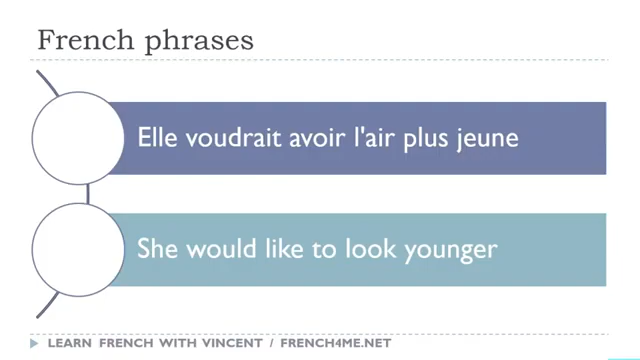 French phrases
Elle voudrait avoir l'air plus jeune
She would like to look younger
LEARN FRENCH WITH VINCENT / FRENCH4ME.NET